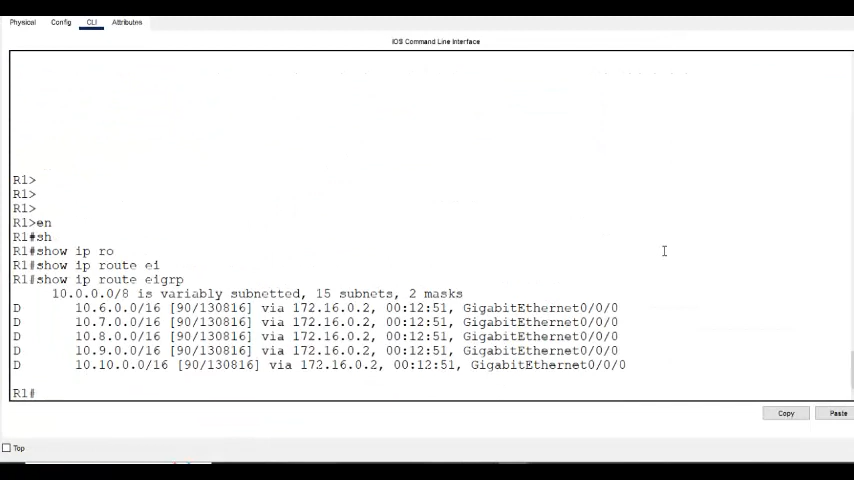 Physical Config CLI Attributes
IOS Command Line Interface
R1>
R1>
R1>
R1>en
R1#sh
R1#show ip ro
R1#show ip route ei
R1#show ip route eigrp
10.0.0.0/8 is variably subnetted, 15 subnets, 2 masks
D 10.6.0.0/16 [90/130816] via 172.16.0.2, 00:12:51, GigabitEthernet0/0/0
D 10.7.0.0/16 [90/130816] via 172.16.0.2, 00:12:51, GigabitEthernet0/0/0
D 10.8.0.0/16 [90/130816] via 172.16.0.2, 00:12:51, GigabitEthernet0/0/0
D 10.9.0.0/16 [90/130816] via 172.16.0.2, 00:12:51, GigabitEthernet0/0/0
D 10.10.0.0/16 [90/130816] via 172.16.0.2, 00:12:51, GigabitEthernet0/0/0
R1#
Copy Paste
Top